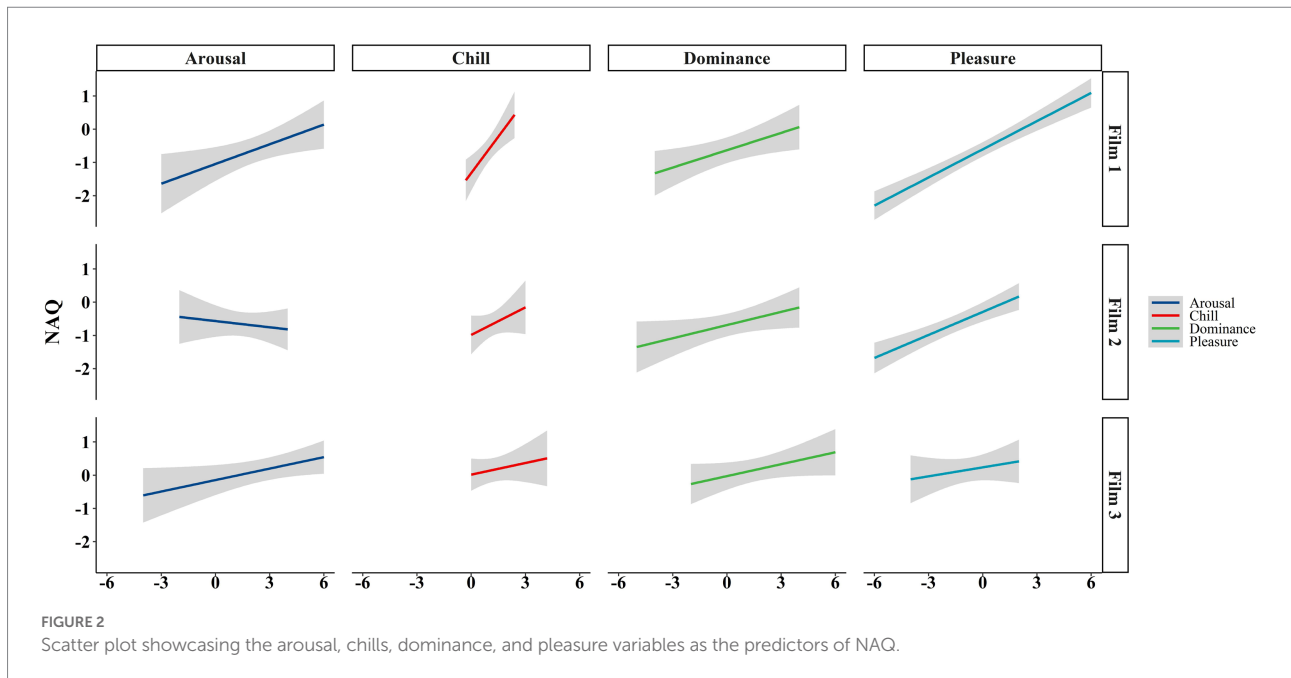 Arousal Chill Dominance Pleasure
1
0
-1
-2
Film 1
1
0
-1
-2
Film 2
NAQ
1
0
-1
-2
Film 3
-6 -3 0 3 6 -6 -3 0 3 6 -6 -3 0 3 6 -6 -3 0 3 6
Arousal
Chill
Dominance
Pleasure
FIGURE 2
Scatter plot showcasing the arousal, chills, dominance, and pleasure variables as the predictors of NAQ.